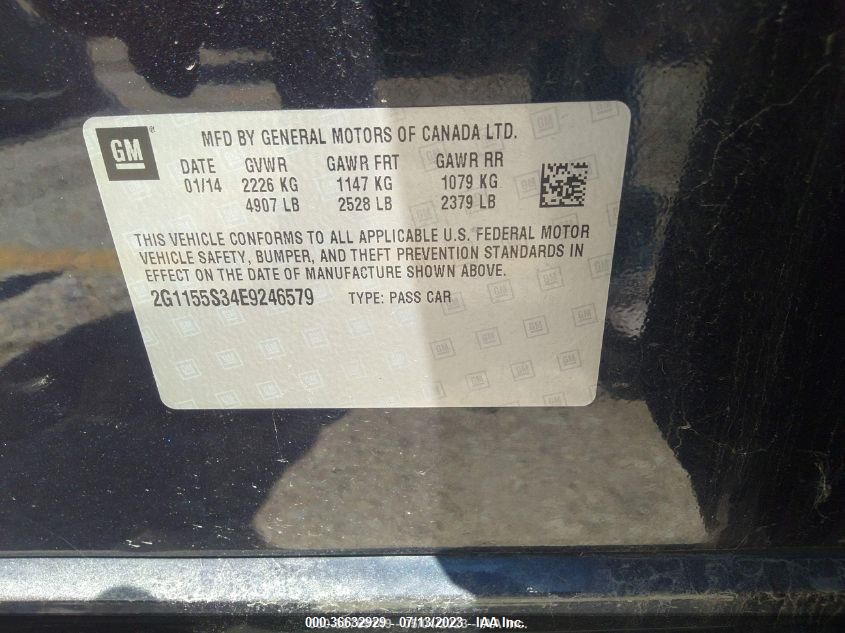 GM ® MFD BY GENERAL MOTORS OF CANADA LTD.
DATE GVWR GAWR FRT GAWR RR
01/14 2226 KG 1147 KG 1079 KG
4907 LB 2528 LB 2379 LB
THIS VEHICLE CONFORMS TO ALL APPLICABLE U.S. FEDERAL MOTOR
VEHICLE SAFETY, BUMPER, AND THEFT PREVENTION STANDARDS IN
EFFECT ON THE DATE OF MANUFACTURE SHOWN ABOVE.
2G1155S34E9246579 TYPE: PASS CAR
000-36632929 - 07/13/2023 - IAA Inc.